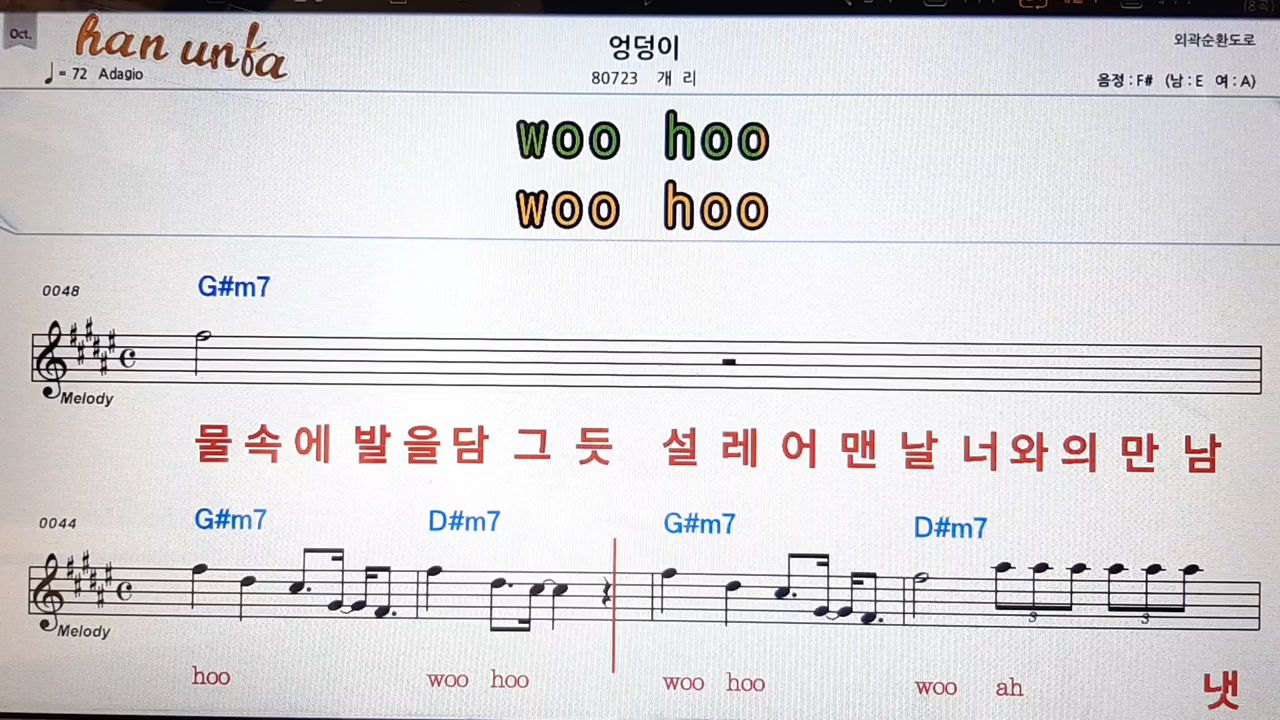 Oct.
han unfa
엉덩이
외곽순환도로
♩= 72 Adagio
80723 개 리
음정 : F# (남 : E 여 : A)
woo hoo
woo hoo
0048
G#m7
Melody
물 속 에 발 을 담 그 듯 설 레 어 맨 날 너 와 의 만 남
0044
G#m7 D#m7 G#m7 D#m7
3 3
Melody
hoo woo hoo woo hoo woo ah 냇